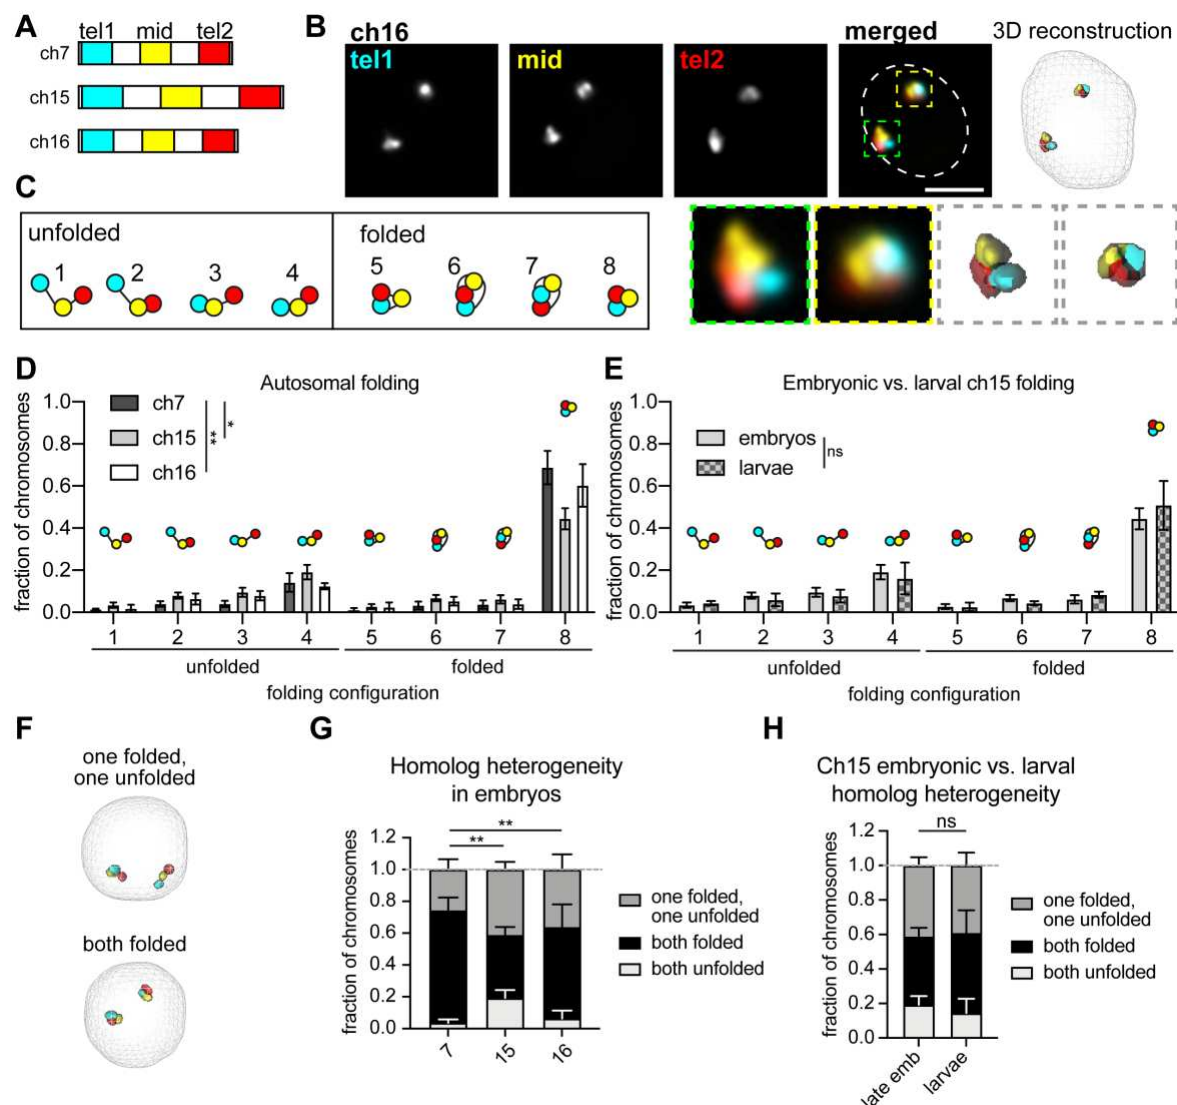 A
tel1 mid tel2
ch7
ch15
ch16
B
ch16
tel1
mid
tel2
merged
3D reconstruction
C
unfolded
1 2 3 4
folded
5 6 7 8
D
Autosomal folding
fraction of chromosomes
1.0
0.8
0.6
0.4
0.2
0.0
ch7
ch15
ch16
**
*
1 2 3 4 5 6 7 8
unfolded folded
folding configuration
E
Embryonic vs. larval ch15 folding
fraction of chromosomes
1.0
0.8
0.6
0.4
0.2
0.0
embryos
larvae
ns
1 2 3 4 5 6 7 8
unfolded folded
folding configuration
F
one folded,
one unfolded
both folded
G
Homolog heterogeneity
in embryos
fraction of chromosomes
1.2
1.0
0.8
0.6
0.4
0.2
0.0
**
**
7 15 16
one folded,
one unfolded
both folded
both unfolded
H
Ch15 embryonic vs. larval
homolog heterogeneity
fraction of chromosomes
1.2
1.0
0.8
0.6
0.4
0.2
0.0
ns
late emb larvae
one folded,
one unfolded
both folded
both unfolded